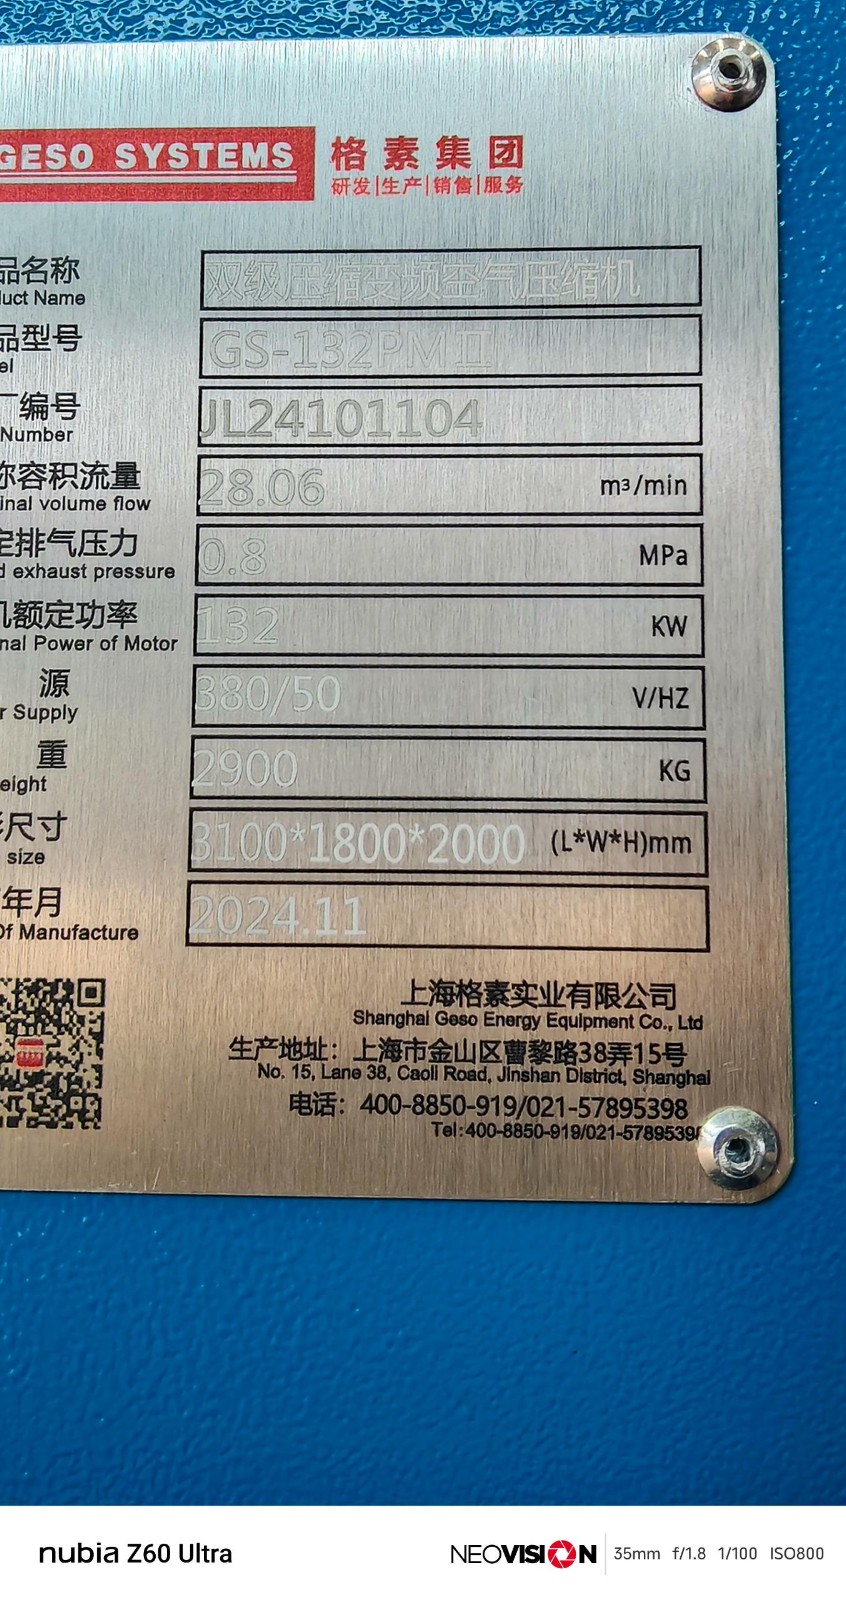 GESO SYSTEMS 格素集团
研发|生产|销售|服务
品名称 双级压缩变频空气压缩机
uct Name
品型号 GS-132PM Ⅱ
el
编号 JL24101104
Number
称容积流量 28.06 m3/min
inal volume flow
定排气压力 0.8 MPa
d exhaust pressure
机额定功率 132 KW
nal Power of Motor
源 380/50 V/HZ
r Supply
重 2900 KG
eight
尺寸 3100*1800*2000 (L*W*H)mm
size
年月 2024.11
Of Manufacture
上海格素实业有限公司
Shanghai Geso Energy Equipment Co., Ltd
生产地址：上海市金山区曹黎路38弄15号
No. 15, Lane 38, Caoli Road, Jinshan District, Shanghai
电话：400-8850-919/021-57895398
Tel:400-8850-919/021-5789539
nubia Z60 Ultra NEOVISION 35mm f/1.8 1/100 ISO800